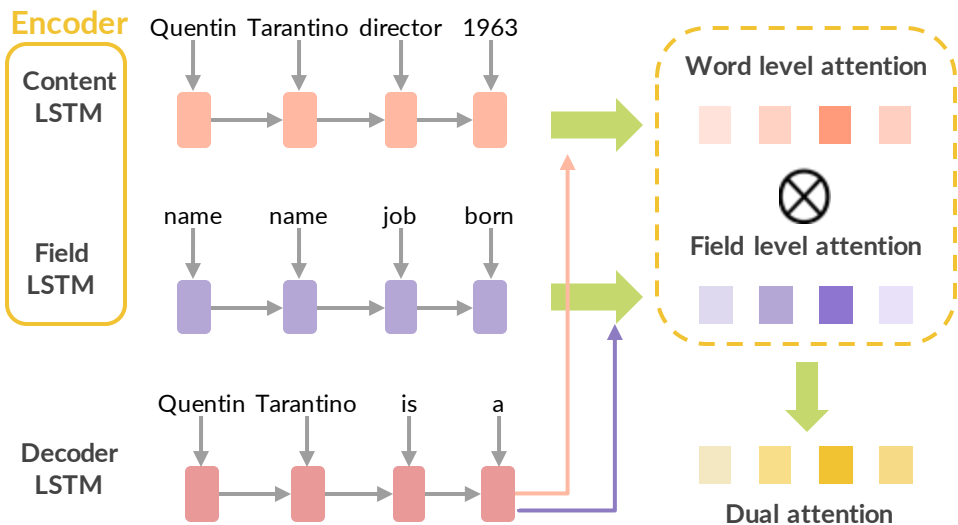 Encoder
Quentin Tarantino director 1963
Content
LSTM
Word level attention
name name job born
Field
LSTM
Field level attention
Quentin Tarantino is a
Decoder
LSTM
Dual attention